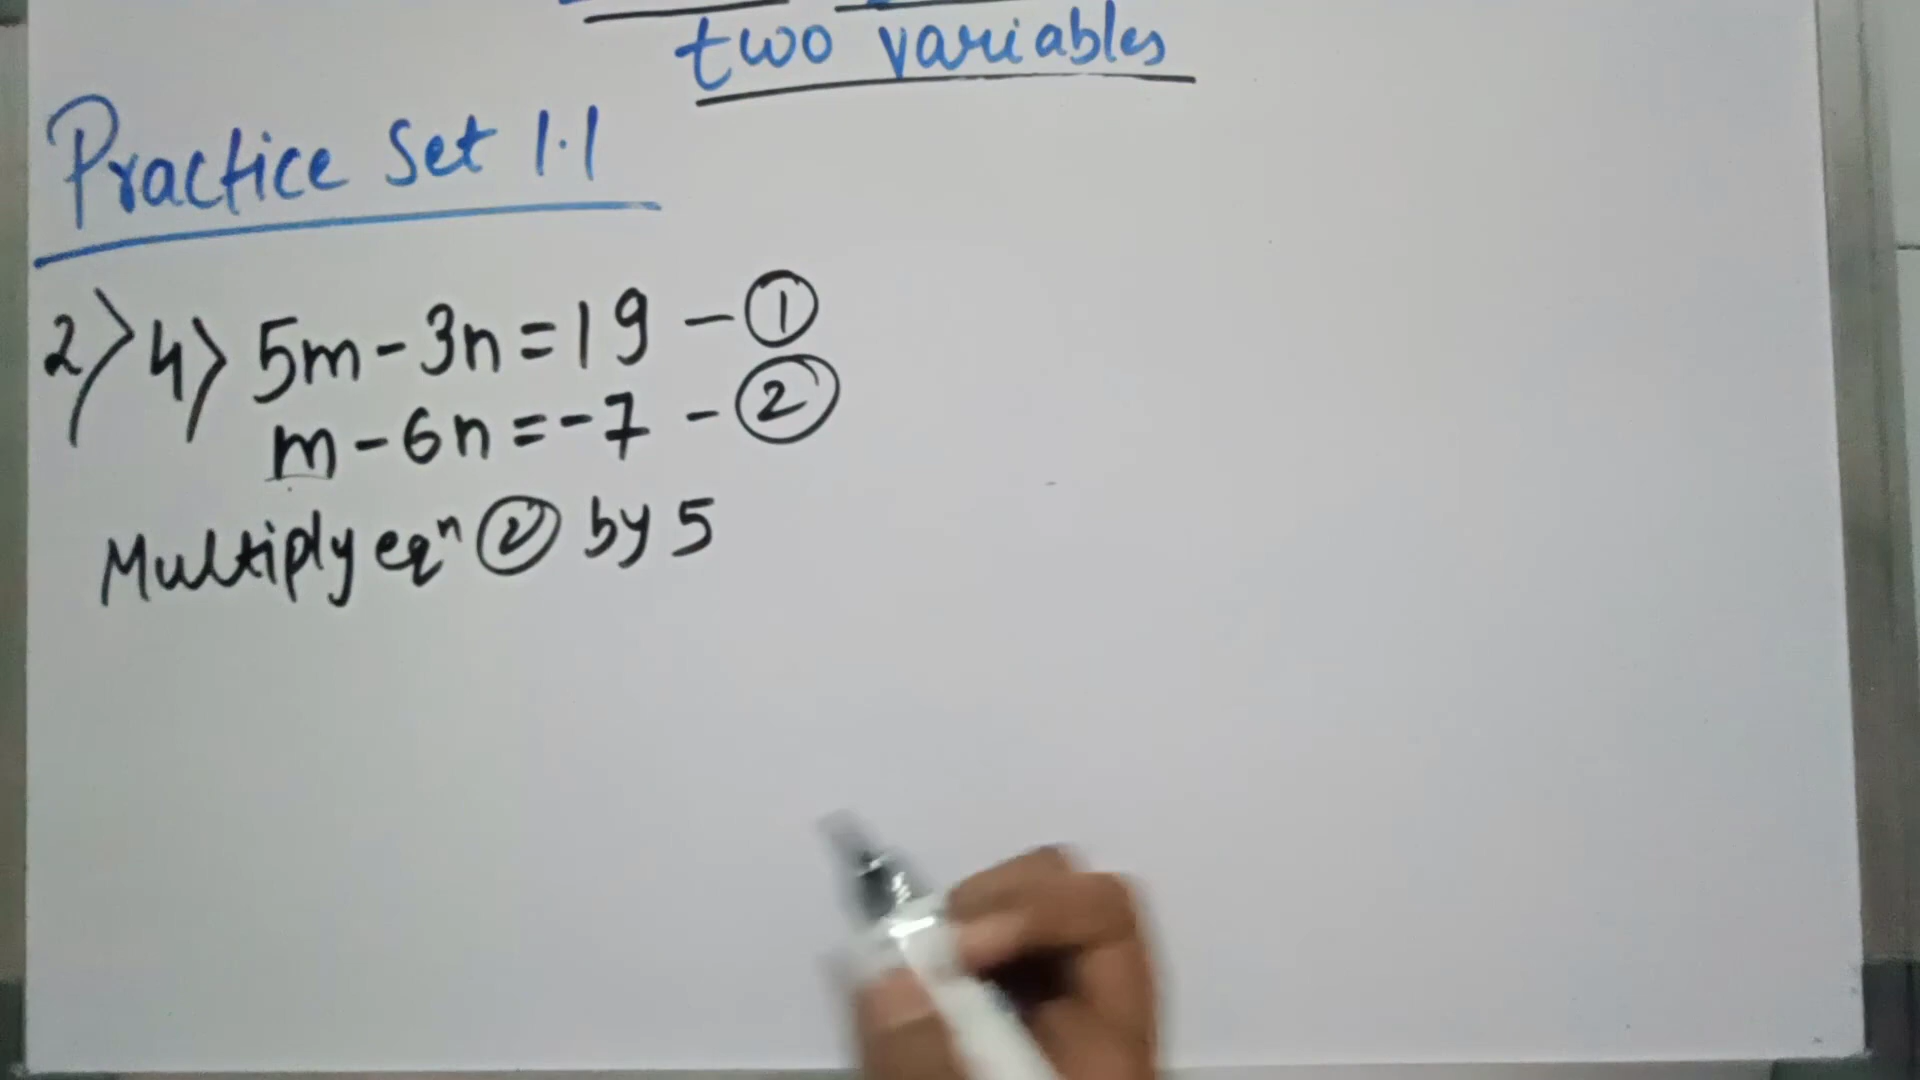 two variables
Practice Set 1.1
2) 4) 5m - 3n = 19 - ①
m - 6n = -7 - ②
Multiply eqⁿ ② by 5